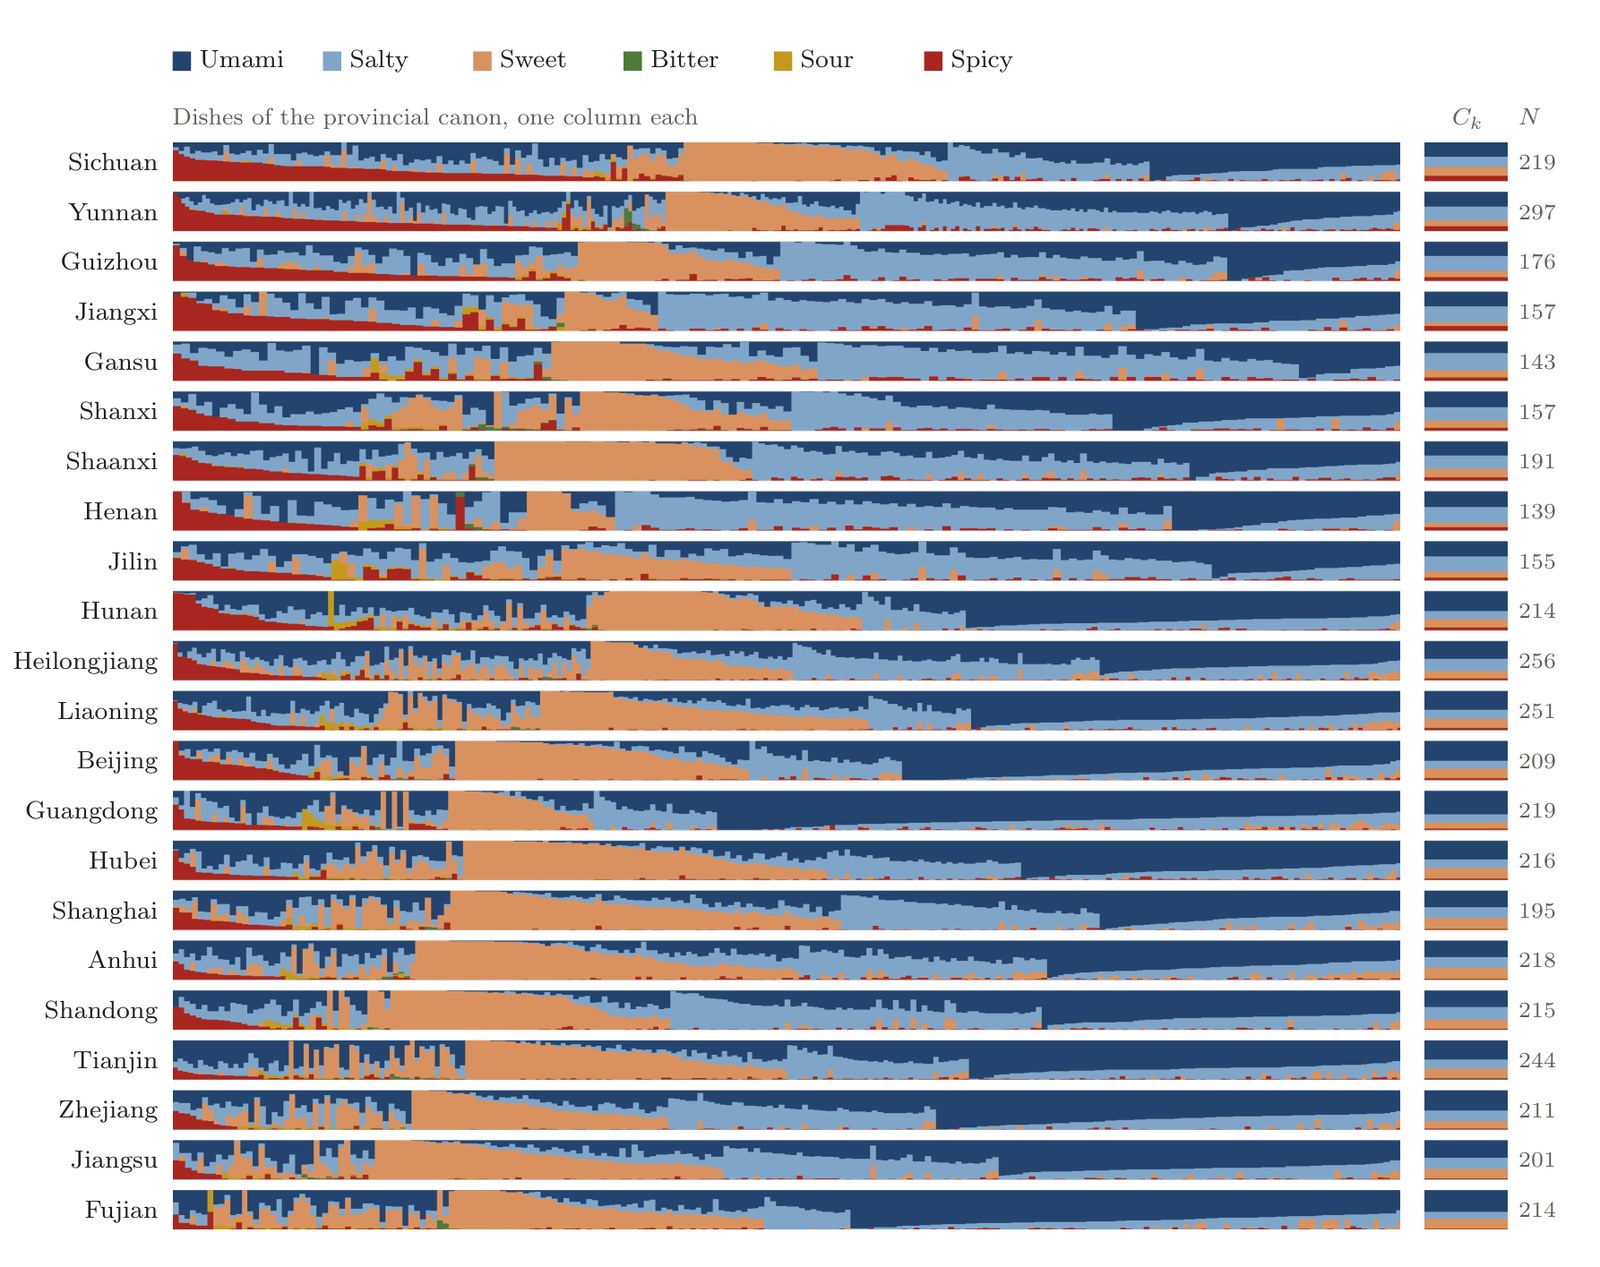 Umami Salty Sweet Bitter Sour Spicy
Dishes of the provincial canon, one column each C_k N
Sichuan 219
Yunnan 297
Guizhou 176
Jiangxi 157
Gansu 143
Shanxi 157
Shaanxi 191
Henan 139
Jilin 155
Hunan 214
Heilongjiang 256
Liaoning 251
Beijing 209
Guangdong 219
Hubei 216
Shanghai 195
Anhui 218
Shandong 215
Tianjin 244
Zhejiang 211
Jiangsu 201
Fujian 214